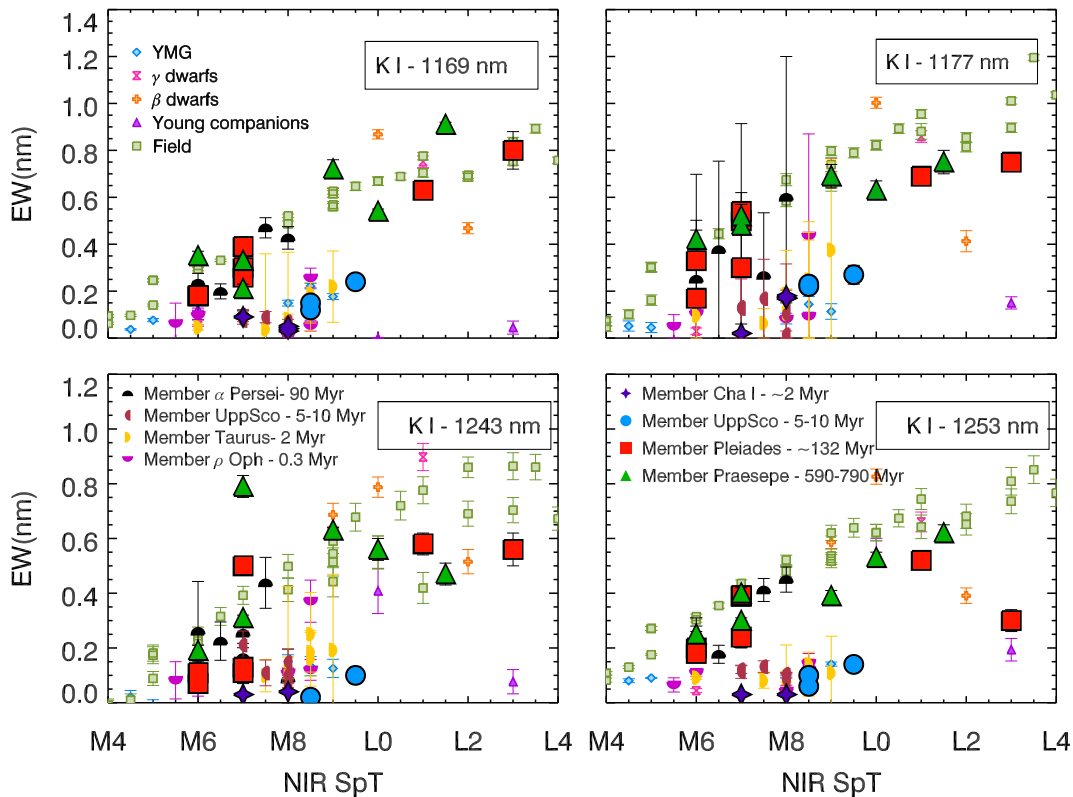 1.4
1.2
1.0
0.8
0.6
0.4
0.2
0.0
EW(nm)
YMG
γ dwarfs
β dwarfs
Young companions
Field
K I - 1169 nm
K I - 1177 nm
1.2
1.0
0.8
0.6
0.4
0.2
0.0
EW(nm)
Member α Persei- 90 Myr
Member UppSco - 5-10 Myr
Member Taurus- 2 Myr
Member ρ Oph - 0.3 Myr
K I - 1243 nm
Member Cha I - ~2 Myr
Member UppSco - 5-10 Myr
Member Pleiades - ~132 Myr
Member Praesepe - 590-790 Myr
K I - 1253 nm
M4 M6 M8 L0 L2 L4
M4 M6 M8 L0 L2 L4
NIR SpT
NIR SpT